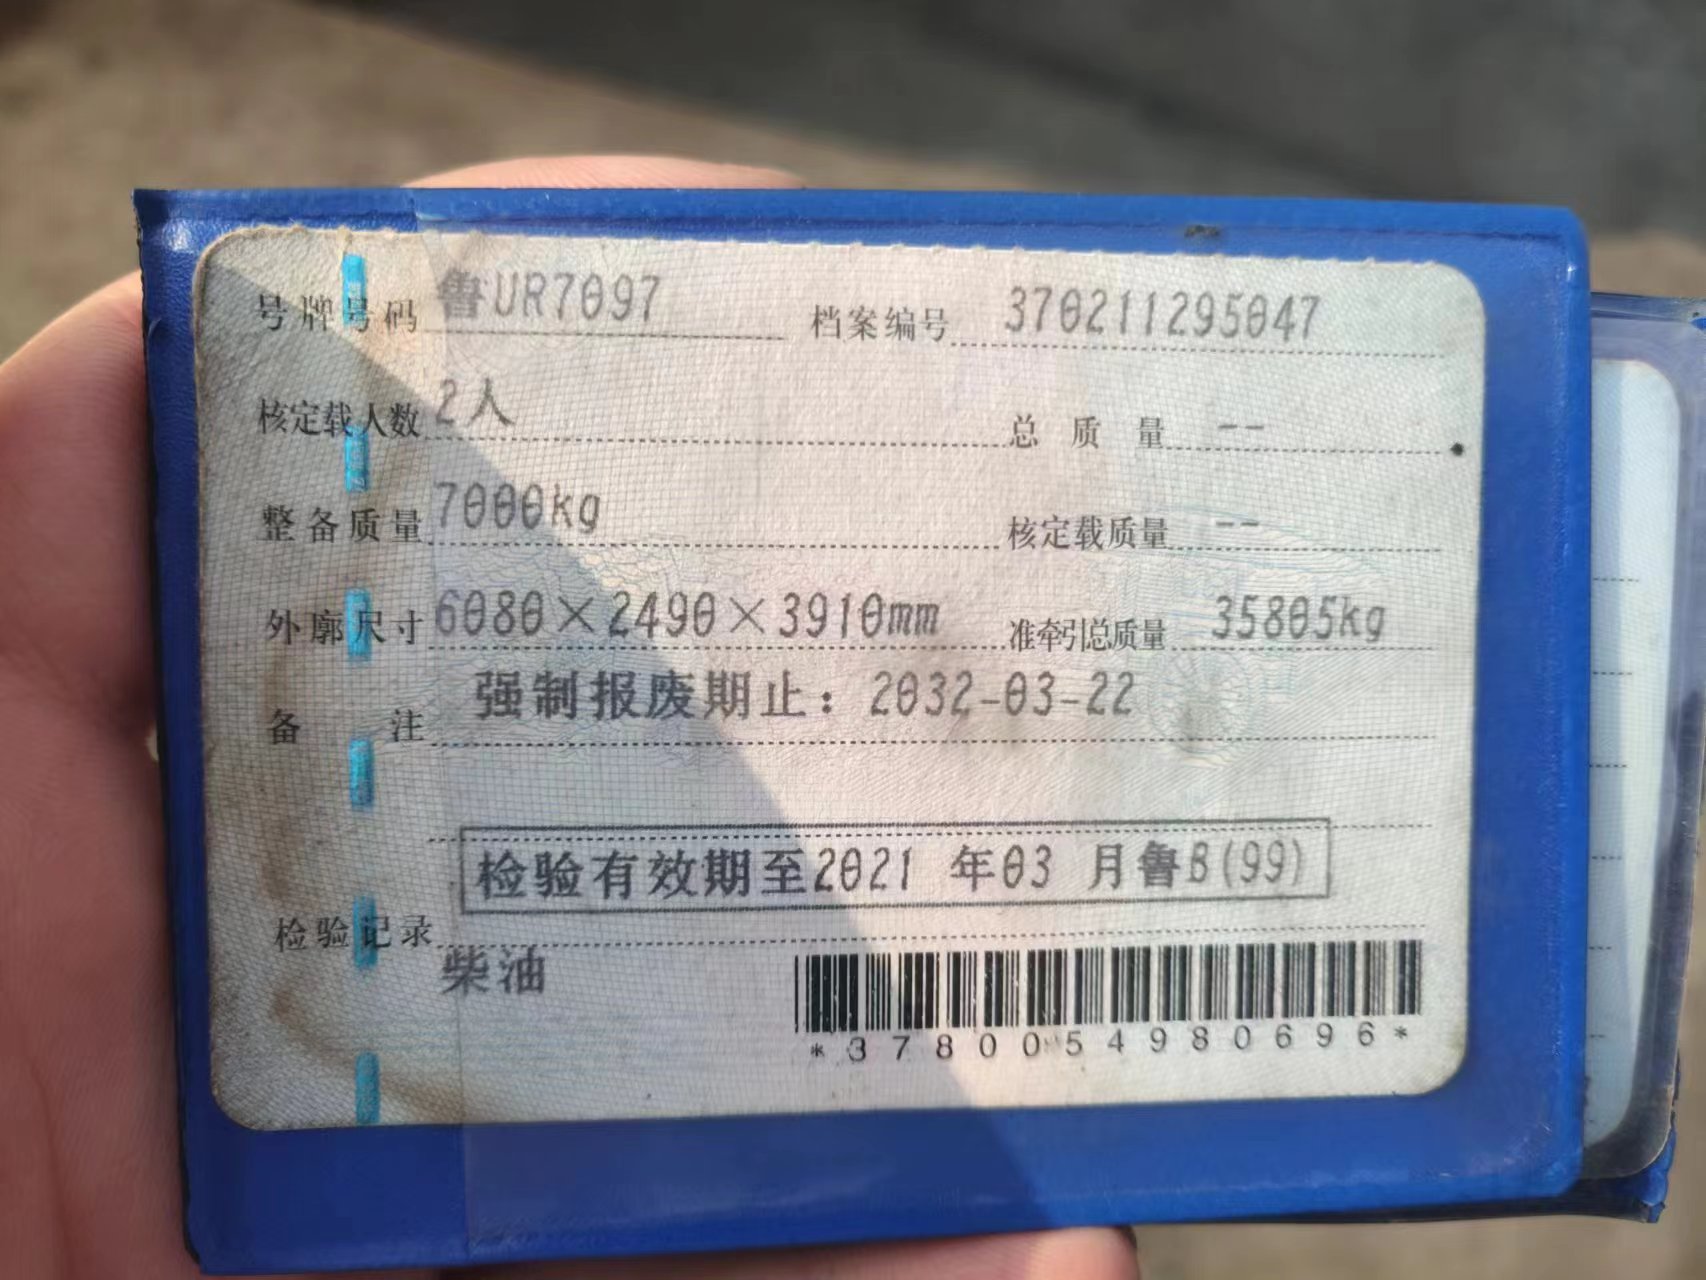 号牌号码 鲁UR7097 档案编号 370211295047
核定载人数 2人 总质量 --
整备质量 7000kg 核定载质量 --
外廓尺寸 6080×2490×3910mm 准牵引总质量 35805kg
备注 强制报废期止：2032-03-22
检验有效期至2021 年03 月鲁B(99)
检验记录
柴油
*3780054980696*